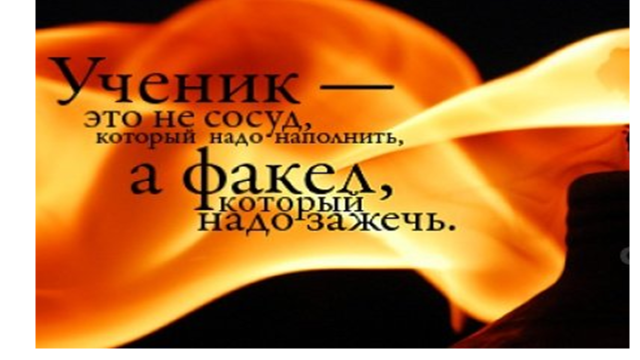 Ученик —
это не сосуд,
который надо наполнить,
а факел,
который
надо зажечь.